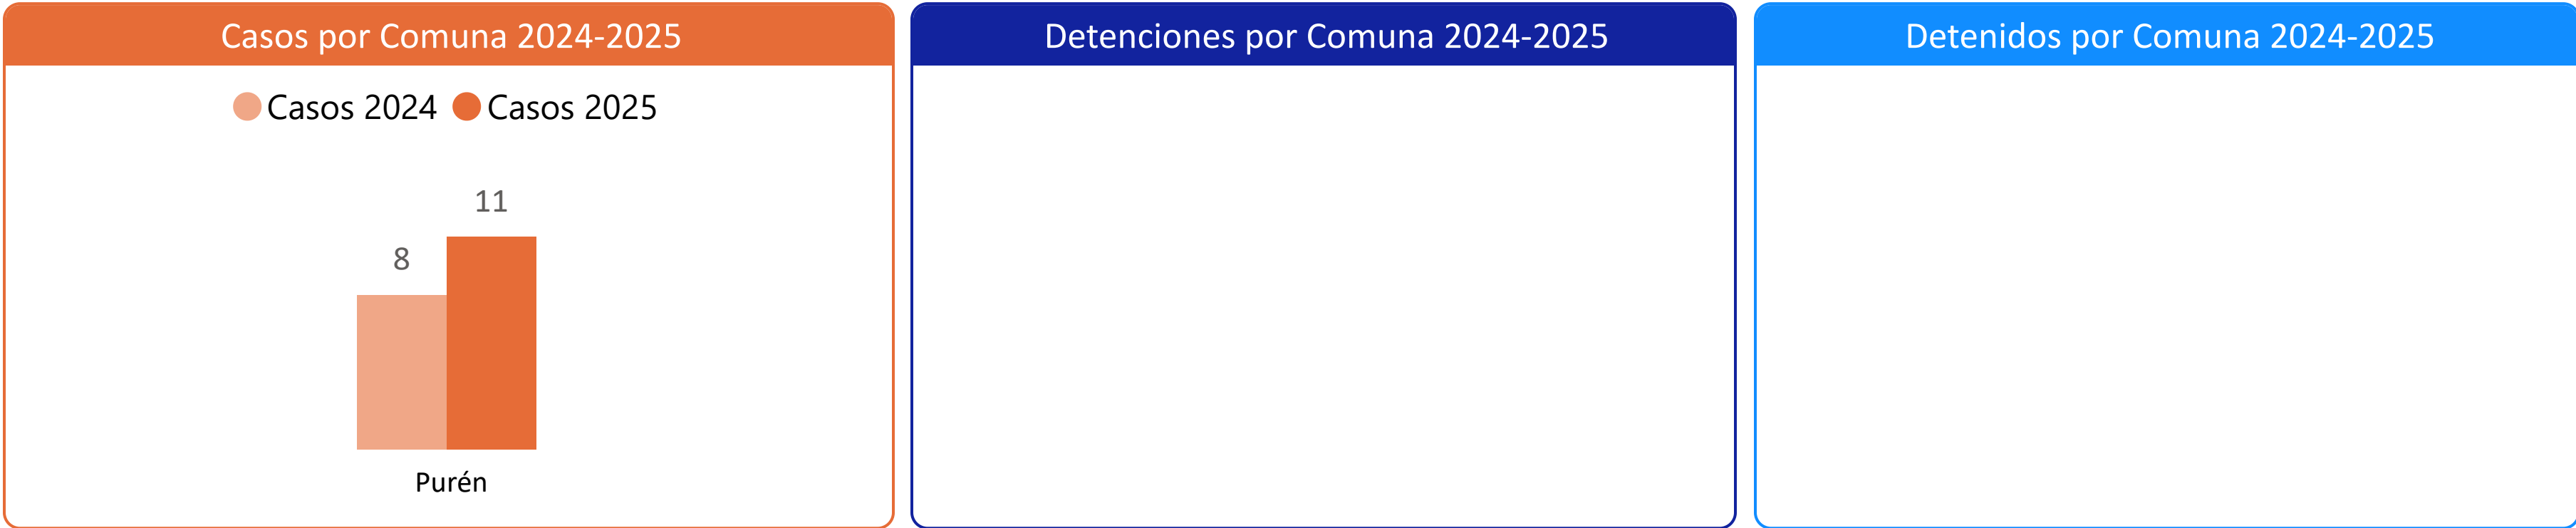 Casos por Comuna 2024-2025
Casos 2024 Casos 2025
11
8
Purén
Detenciones por Comuna 2024-2025
Detenidos por Comuna 2024-2025